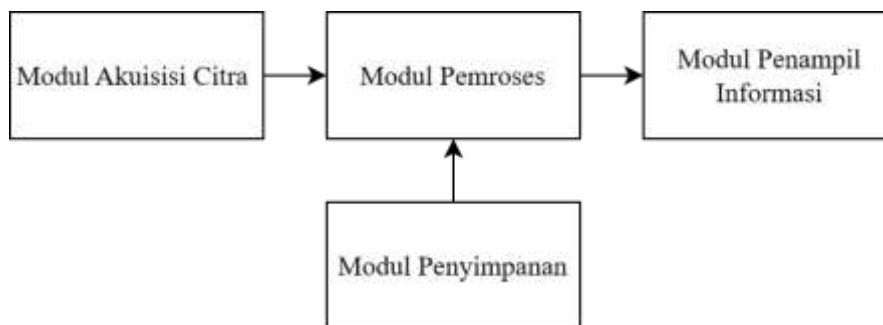 Modul Akuisisi Citra
Modul Pemroses
Modul Penampil
Informasi
Modul Penyimpanan